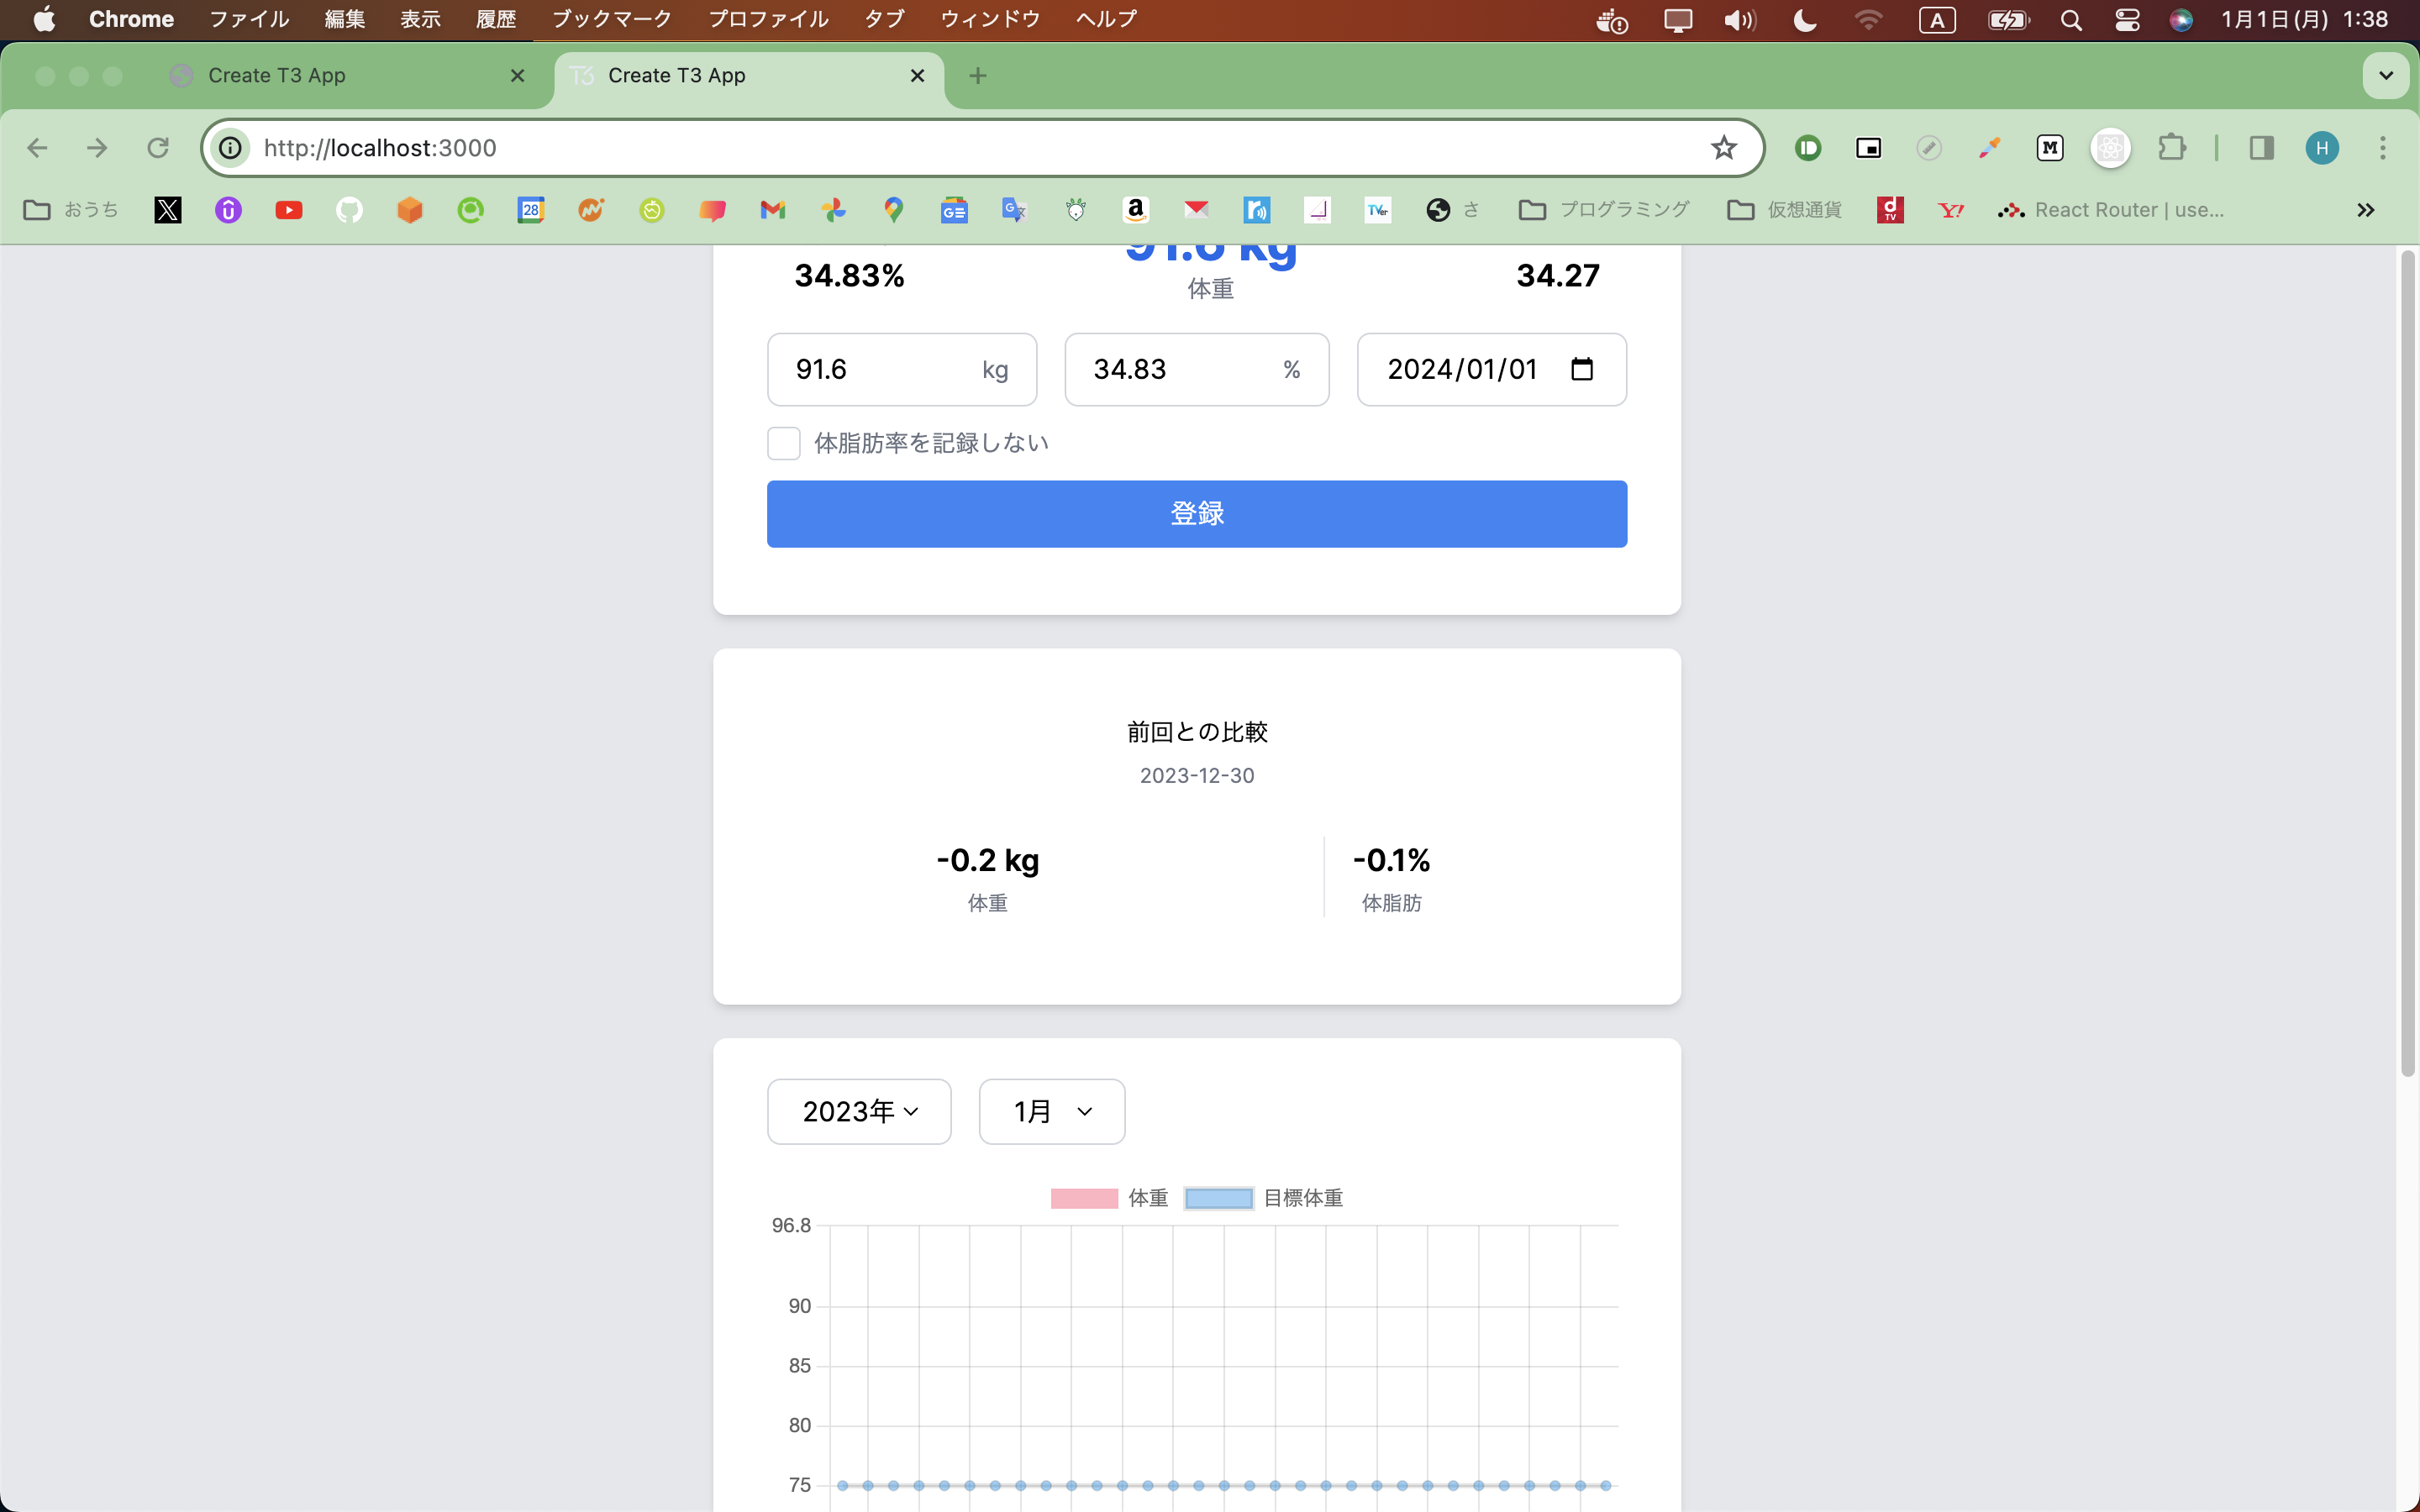 Chrome ファイル 編集 表示 履歴 ブックマーク プロファイル タブ ウィンドウ ヘルプ A 1月1日(月) 1:38
Create T3 App Create T3 App
http://localhost:3000 M H
おうち 28 さ プログラミング 仮想通貨 dTV Y! React Router | use...
91.6 kg
34.83% 体重 34.27
91.6 kg 34.83 % 2024/01/01
体脂肪率を記録しない
登録
前回との比較
2023-12-30
-0.2 kg -0.1%
体重 体脂肪
2023年 1月
体重 目標体重
96.8
90
85
80
75